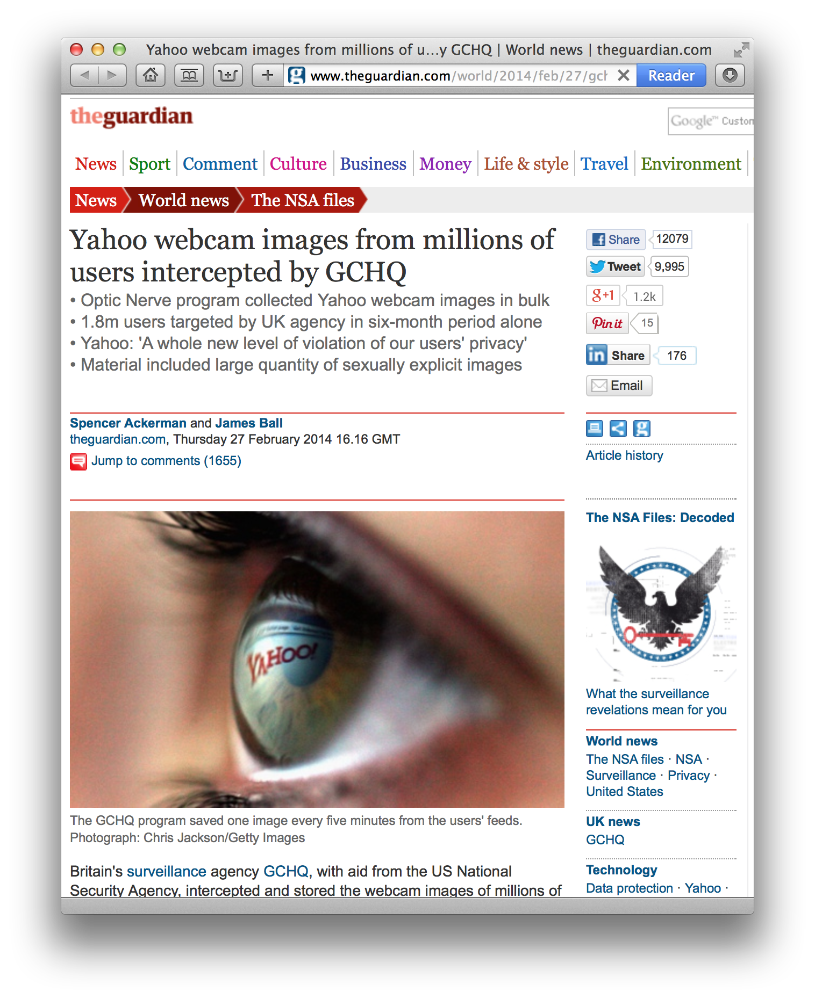 Yahoo webcam images from millions of u...y GCHQ | World news | theguardian.com
www.theguardian.com/world/2014/feb/27/gch
Reader
theguardian
Google™ Custom
News Sport Comment Culture Business Money Life & style Travel Environment
News World news The NSA files
Yahoo webcam images from millions of
users intercepted by GCHQ
• Optic Nerve program collected Yahoo webcam images in bulk
• 1.8m users targeted by UK agency in six-month period alone
• Yahoo: 'A whole new level of violation of our users' privacy'
• Material included large quantity of sexually explicit images
Share 12079
Tweet 9,995
g+1 1.2k
Pin it 15
in Share 176
Email
Spencer Ackerman and James Ball
theguardian.com, Thursday 27 February 2014 16.16 GMT
Jump to comments (1655)
Article history
YAHOO!
The GCHQ program saved one image every five minutes from the users' feeds.
Photograph: Chris Jackson/Getty Images
Britain's surveillance agency GCHQ, with aid from the US National
Security Agency, intercepted and stored the webcam images of millions of
The NSA Files: Decoded
What the surveillance
revelations mean for you
World news
The NSA files · NSA ·
Surveillance · Privacy ·
United States
UK news
GCHQ
Technology
Data protection · Yahoo ·